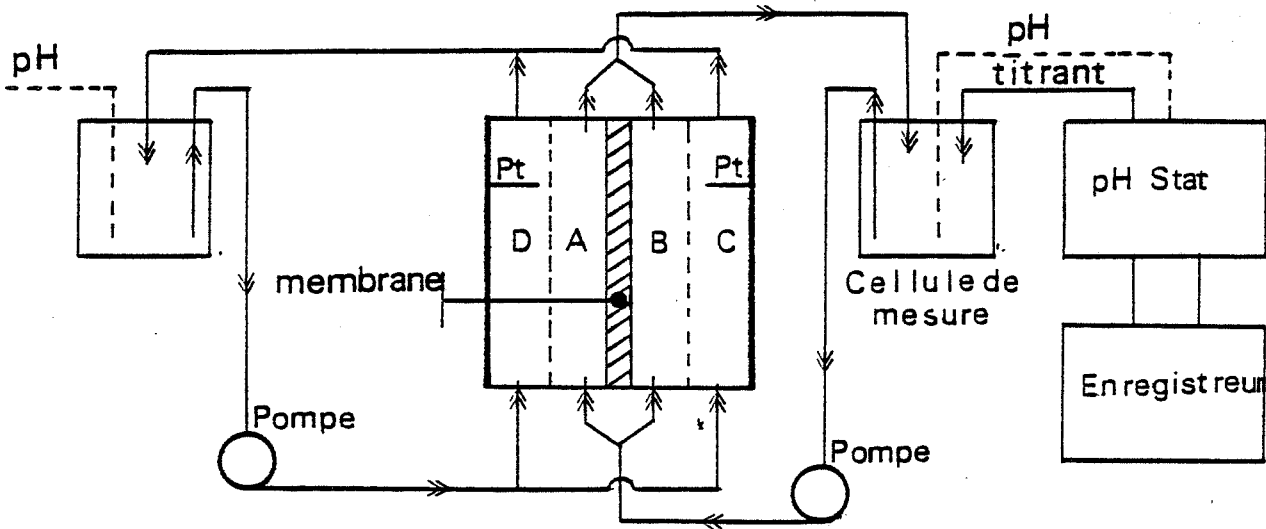 pH
pH
titrant
Pt
Pt
pH Stat
D
A
B
C
membrane
Cellule de
mesure
Enregistreur
Pompe
Pompe